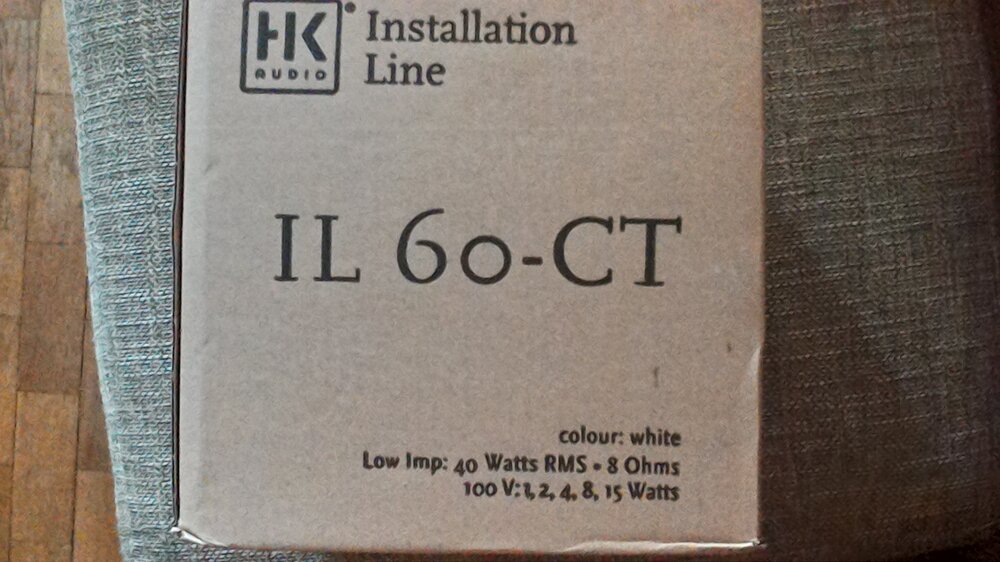 HK® Installation
AUDIO Line
IL 60-CT
colour: white
Low Imp: 40 Watts RMS • 8 Ohms
100 V: 1, 2, 4, 8, 15 Watts